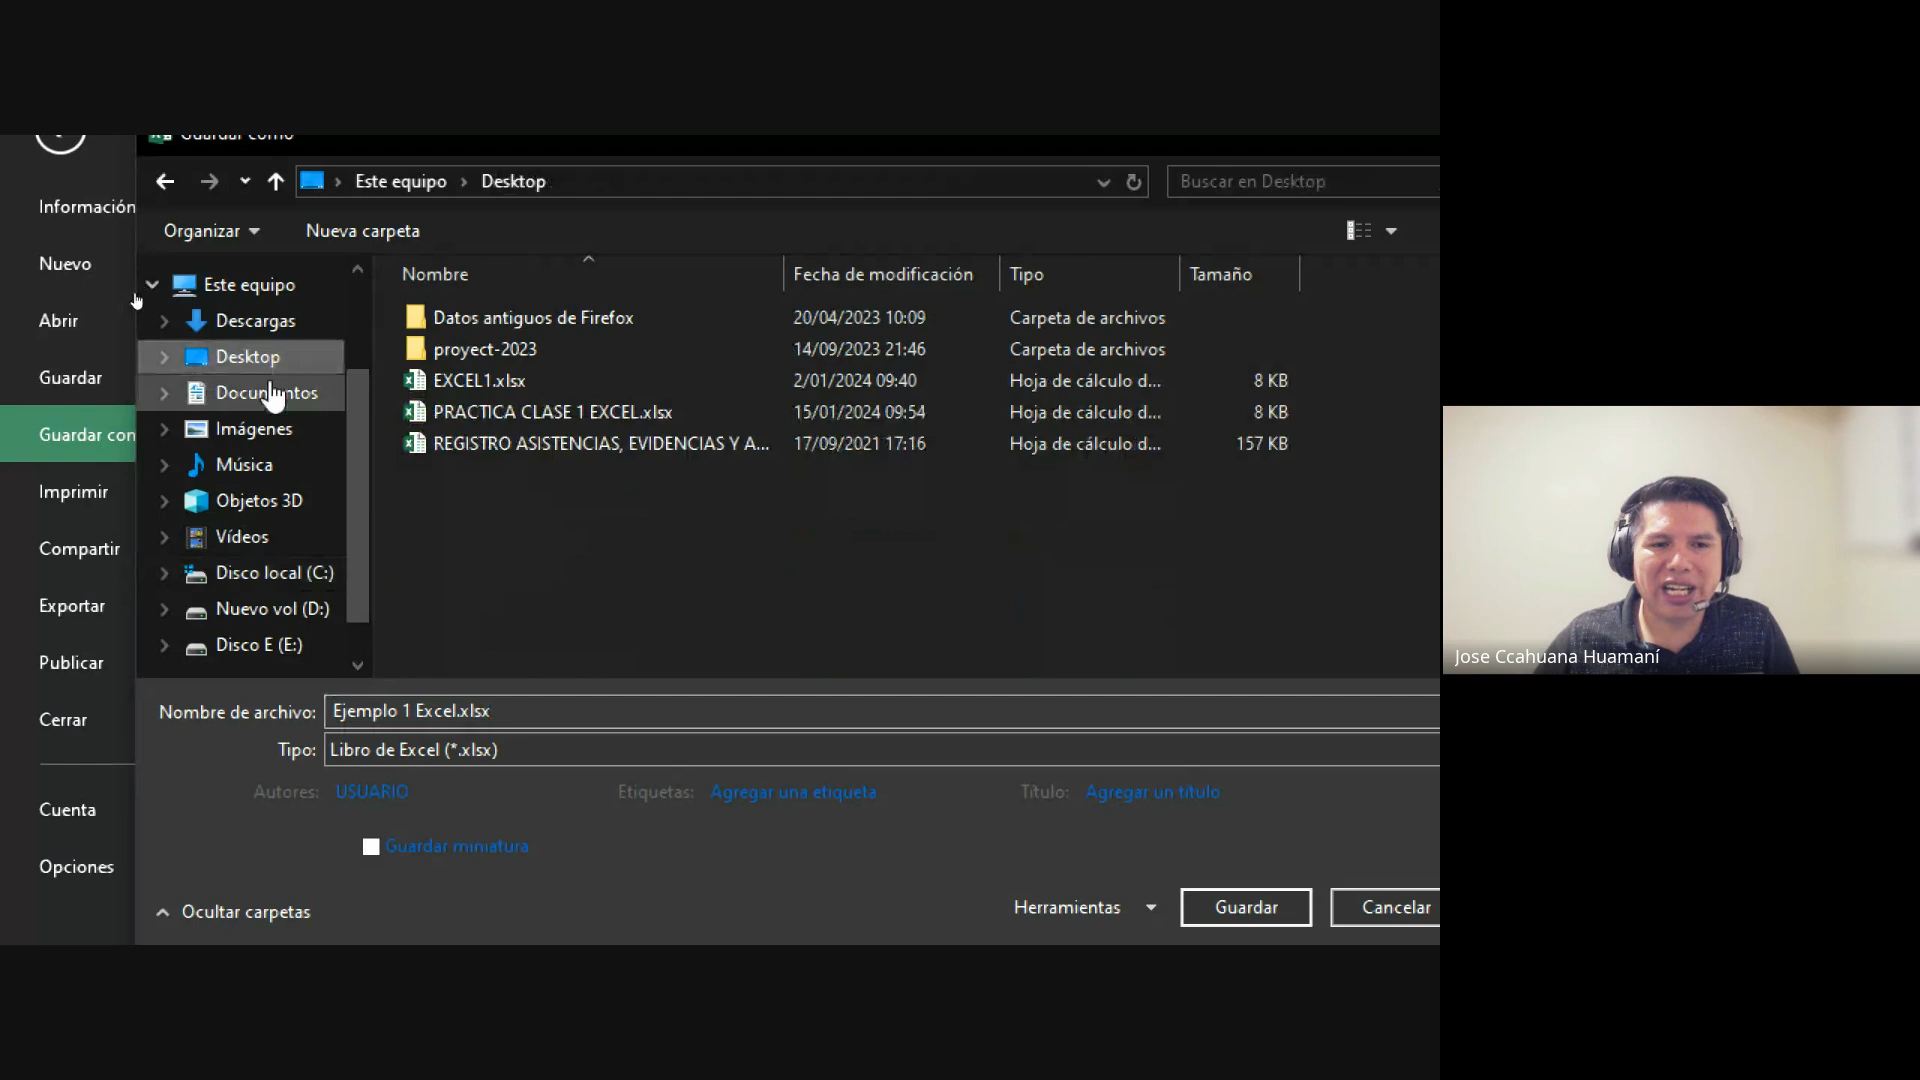 Guardar como
Este equipo
Desktop
Buscar en Desktop
Organizar
Nueva carpeta
Información
Nuevo
Abrir
Guardar
Guardar con
Imprimir
Compartir
Exportar
Publicar
Cerrar
Cuenta
Opciones
Este equipo
Descargas
Desktop
Documentos
Imágenes
Música
Objetos 3D
Vídeos
Disco local (C:)
Nuevo vol (D:)
Disco E (E:)
Nombre Fecha de modificación Tipo Tamaño
Datos antiguos de Firefox 20/04/2023 10:09 Carpeta de archivos
proyect-2023 14/09/2023 21:46 Carpeta de archivos
EXCEL1.xlsx 2/01/2024 09:40 Hoja de cálculo d... 8 KB
PRACTICA CLASE 1 EXCEL.xlsx 15/01/2024 09:54 Hoja de cálculo d... 8 KB
REGISTRO ASISTENCIAS, EVIDENCIAS Y A... 17/09/2021 17:16 Hoja de cálculo d... 157 KB
Nombre de archivo: Ejemplo 1 Excel.xlsx
Tipo: Libro de Excel (*.xlsx)
Autores: USUARIO Etiquetas: Agregar una etiqueta Título: Agregar un título
Guardar miniatura
Ocultar carpetas
Herramientas Guardar Cancelar
Jose Ccahuana Huamaní